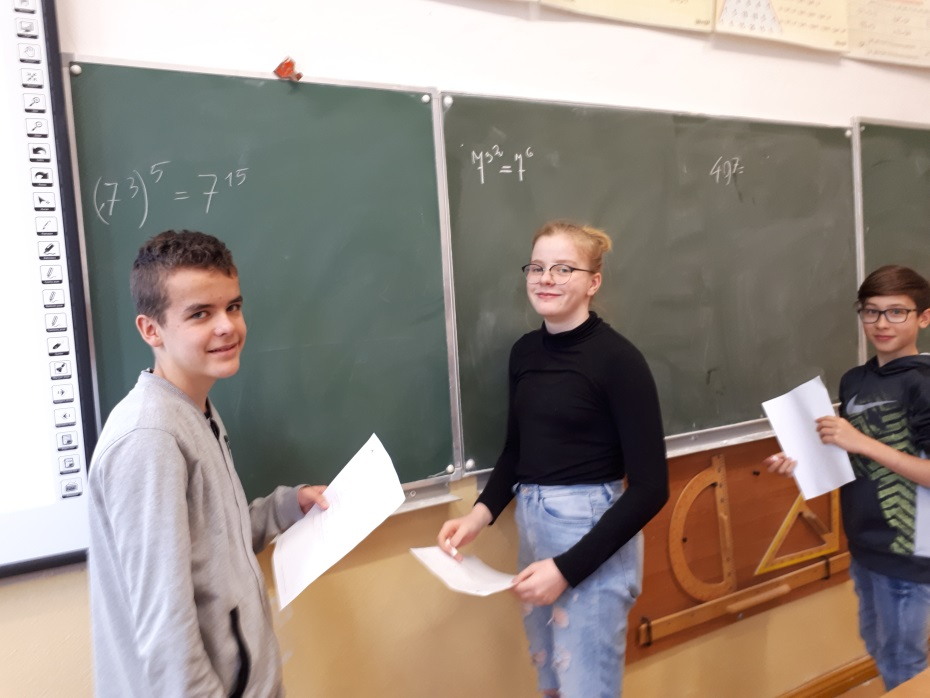 (7³)⁵ = 7¹⁵
7³² = 7⁶
49⁷=